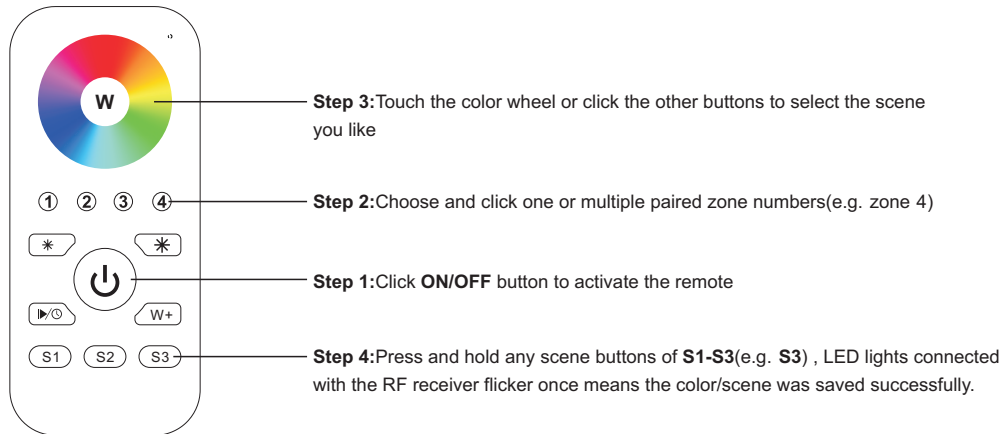 W
Step 3:Touch the color wheel or click the other buttons to select the scene
you like
1 2 3 4
Step 2:Choose and click one or multiple paired zone numbers(e.g. zone 4)
Step 1:Click ON/OFF button to activate the remote
W+
S1 S2 S3
Step 4:Press and hold any scene buttons of S1-S3(e.g. S3) , LED lights connected
with the RF receiver flicker once means the color/scene was saved successfully.